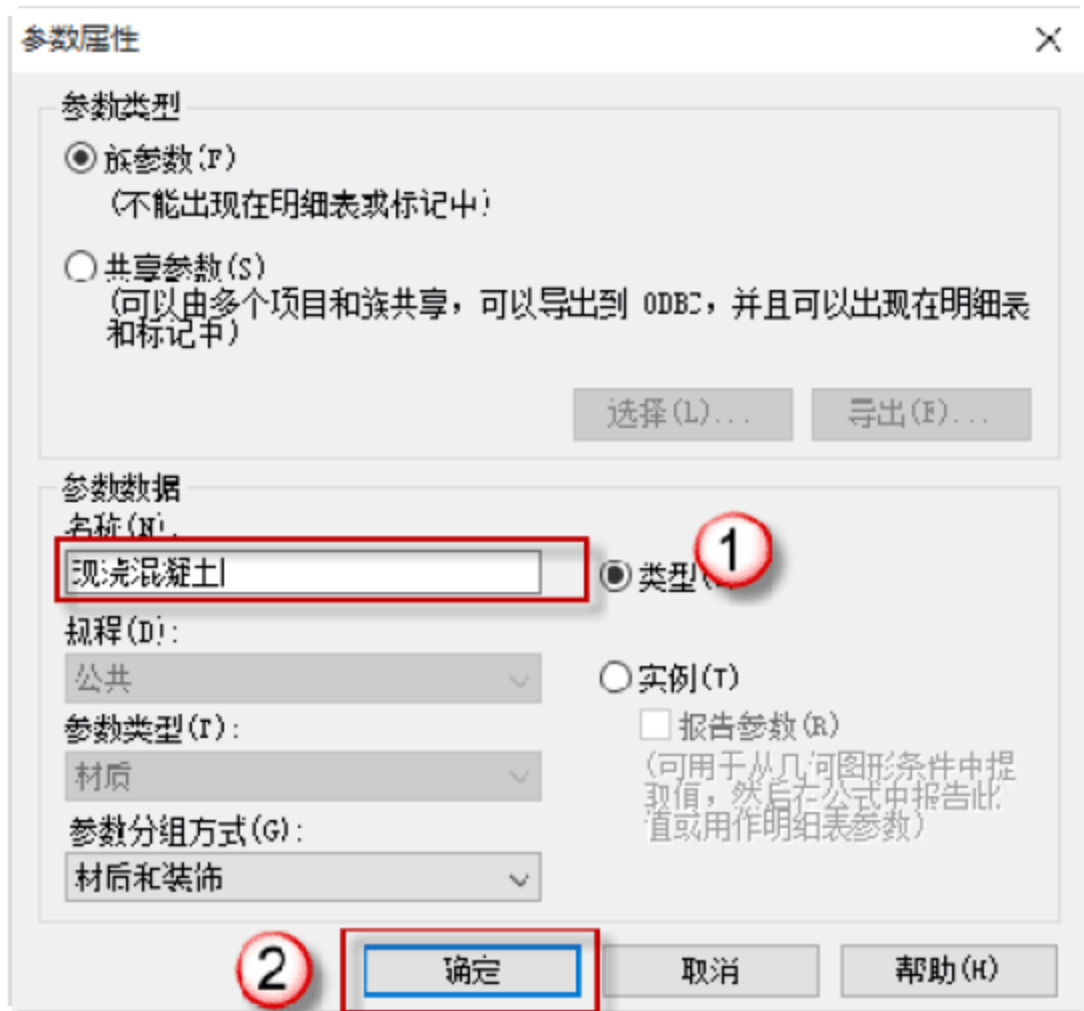 参数属性
参数类型
族参数(F)
(不能出现在明细表或标记中)
共享参数(S)
(可以由多个项目和族共享，可以导出到 ODBC，并且可以出现在明细表
和标记中)
选择(L)...
导出(E)...
参数数据
名称(N):
现浇混凝土
①
类型
规程(D):
公共
实例(T)
参数类型(T):
报告参数(R)
材质
(可用于从几何图形条件中提
取值，然后在公式中报告此
值或用作明细表参数)
参数分组方式(G):
材质和装饰
②
确定
取消
帮助(H)